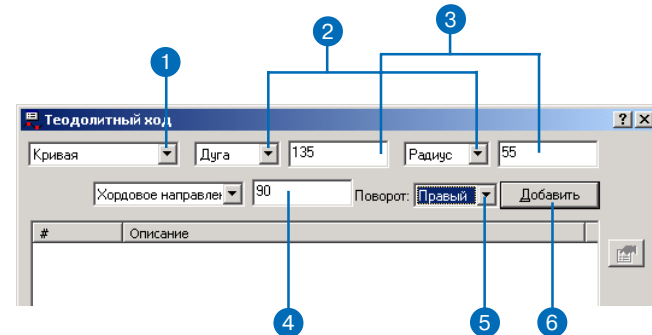 2
3
1
Теодолитный ход
Кривая Дуга 135 Радиус 55
Хордовое направлен 90 Поворот: Правый Добавить
# Описание
4 5 6